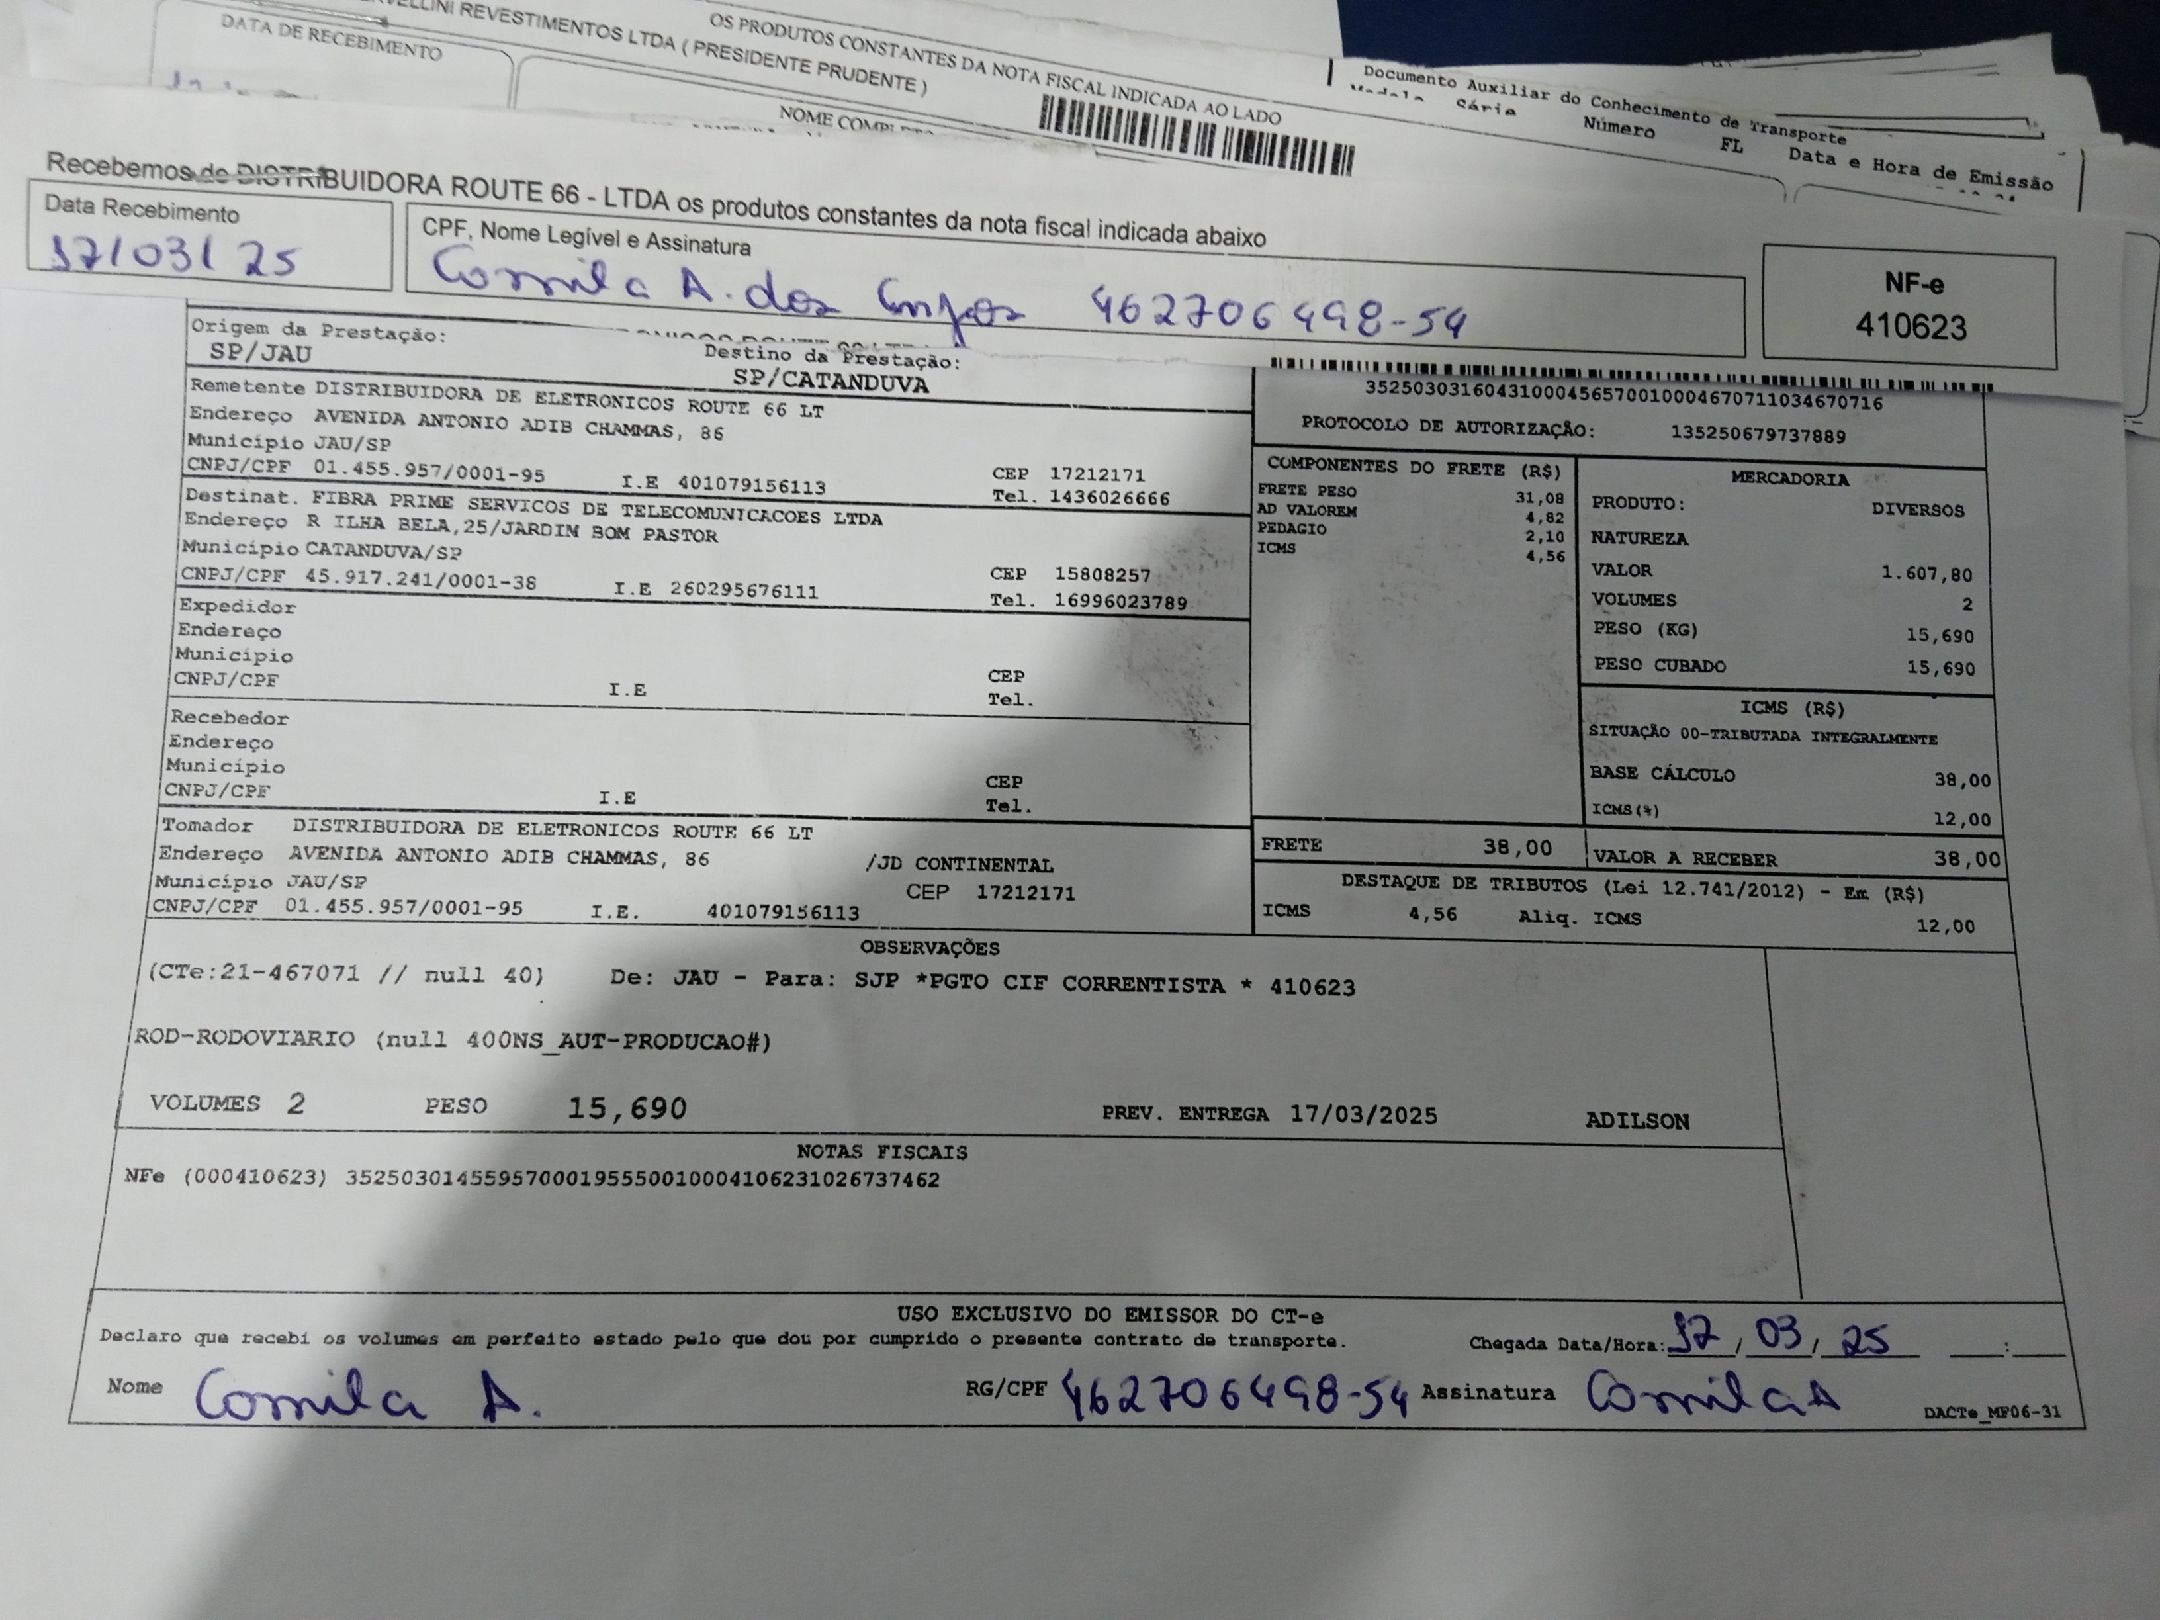 REVESTIMENTOS LTDA ( PRESIDENTE PRUDENTE )
OS PRODUTOS CONSTANTES DA NOTA FISCAL INDICADA AO LADO
DATA DE RECEBIMENTO
NOME
Documento Auxiliar do Conhecimento de Transporte
Modelo Série Número FL Data e Hora de Emissão
Recebemos de DISTRIBUIDORA ROUTE 66 - LTDA os produtos constantes da nota fiscal indicada abaixo
Data Recebimento
17/03/25
CPF, Nome Legível e Assinatura
Camila A. dos Anjos 462706498-54
NF-e
410623
Origem da Prestação:
SP/JAU
Destino da Prestação:
SP/CATANDUVA
Remetente DISTRIBUIDORA DE ELETRONICOS ROUTE 66 LT
Endereço AVENIDA ANTONIO ADIB CHAMMAS, 86
Município JAU/SP
CNPJ/CPF 01.455.957/0001-95 I.E 401079156113
CEP 17212171
Tel. 1436026666
Destinat. FIBRA PRIME SERVICOS DE TELECOMUNICACOES LTDA
Endereço R ILHA BELA,25/JARDIN BOM PASTOR
Município CATANDUVA/SP
CNPJ/CPF 45.917.241/0001-38 I.E 260295676111
CEP 15808257
Tel. 16996023789
Expedidor
Endereço
Município
CNPJ/CPF I.E
CEP
Tel.
Recebedor
Endereço
Município
CNPJ/CPF I.E
CEP
Tel.
Tomador DISTRIBUIDORA DE ELETRONICOS ROUTE 66 LT
Endereço AVENIDA ANTONIO ADIB CHAMMAS, 86 /JD CONTINENTAL
Município JAU/SP CEP 17212171
CNPJ/CPF 01.455.957/0001-95 I.E. 401079156113
35250303160431000456570010004670711034670716
PROTOCOLO DE AUTORIZAÇÃO: 135250679737889
COMPONENTES DO FRETE (R$)
FRETE PESO 31,08
AD VALOREM 4,82
PEDAGIO 2,10
ICMS 4,56
MERCADORIA
PRODUTO: DIVERSOS
NATUREZA
VALOR 1.607,80
VOLUMES 2
PESO (KG) 15,690
PESO CUBADO 15,690
ICMS (R$)
SITUAÇÃO 00-TRIBUTADA INTEGRALMENTE
BASE CÁLCULO 38,00
ICMS(%) 12,00
FRETE 38,00 VALOR A RECEBER 38,00
DESTAQUE DE TRIBUTOS (Lei 12.741/2012) - Em (R$)
ICMS 4,56 Aliq. ICMS 12,00
OBSERVAÇÕES
(CTe:21-467071 // null 40) De: JAU - Para: SJP *PGTO CIF CORRENTISTA * 410623
ROD-RODOVIARIO (null 400NS_AUT-PRODUCAO#)
VOLUMES 2 PESO 15,690 PREV. ENTREGA 17/03/2025 ADILSON
NOTAS FISCAIS
NFe (000410623) 35250301455957000195550010004106231026737462
USO EXCLUSIVO DO EMISSOR DO CT-e
Declaro que recebi os volumes em perfeito estado pelo que dou por cumprido o presente contrato de transporte. Chegada Data/Hora: 17/03/25 __:__
Nome Camila A. RG/CPF 462706498-54 Assinatura Camila A
DACTe_MF06-31